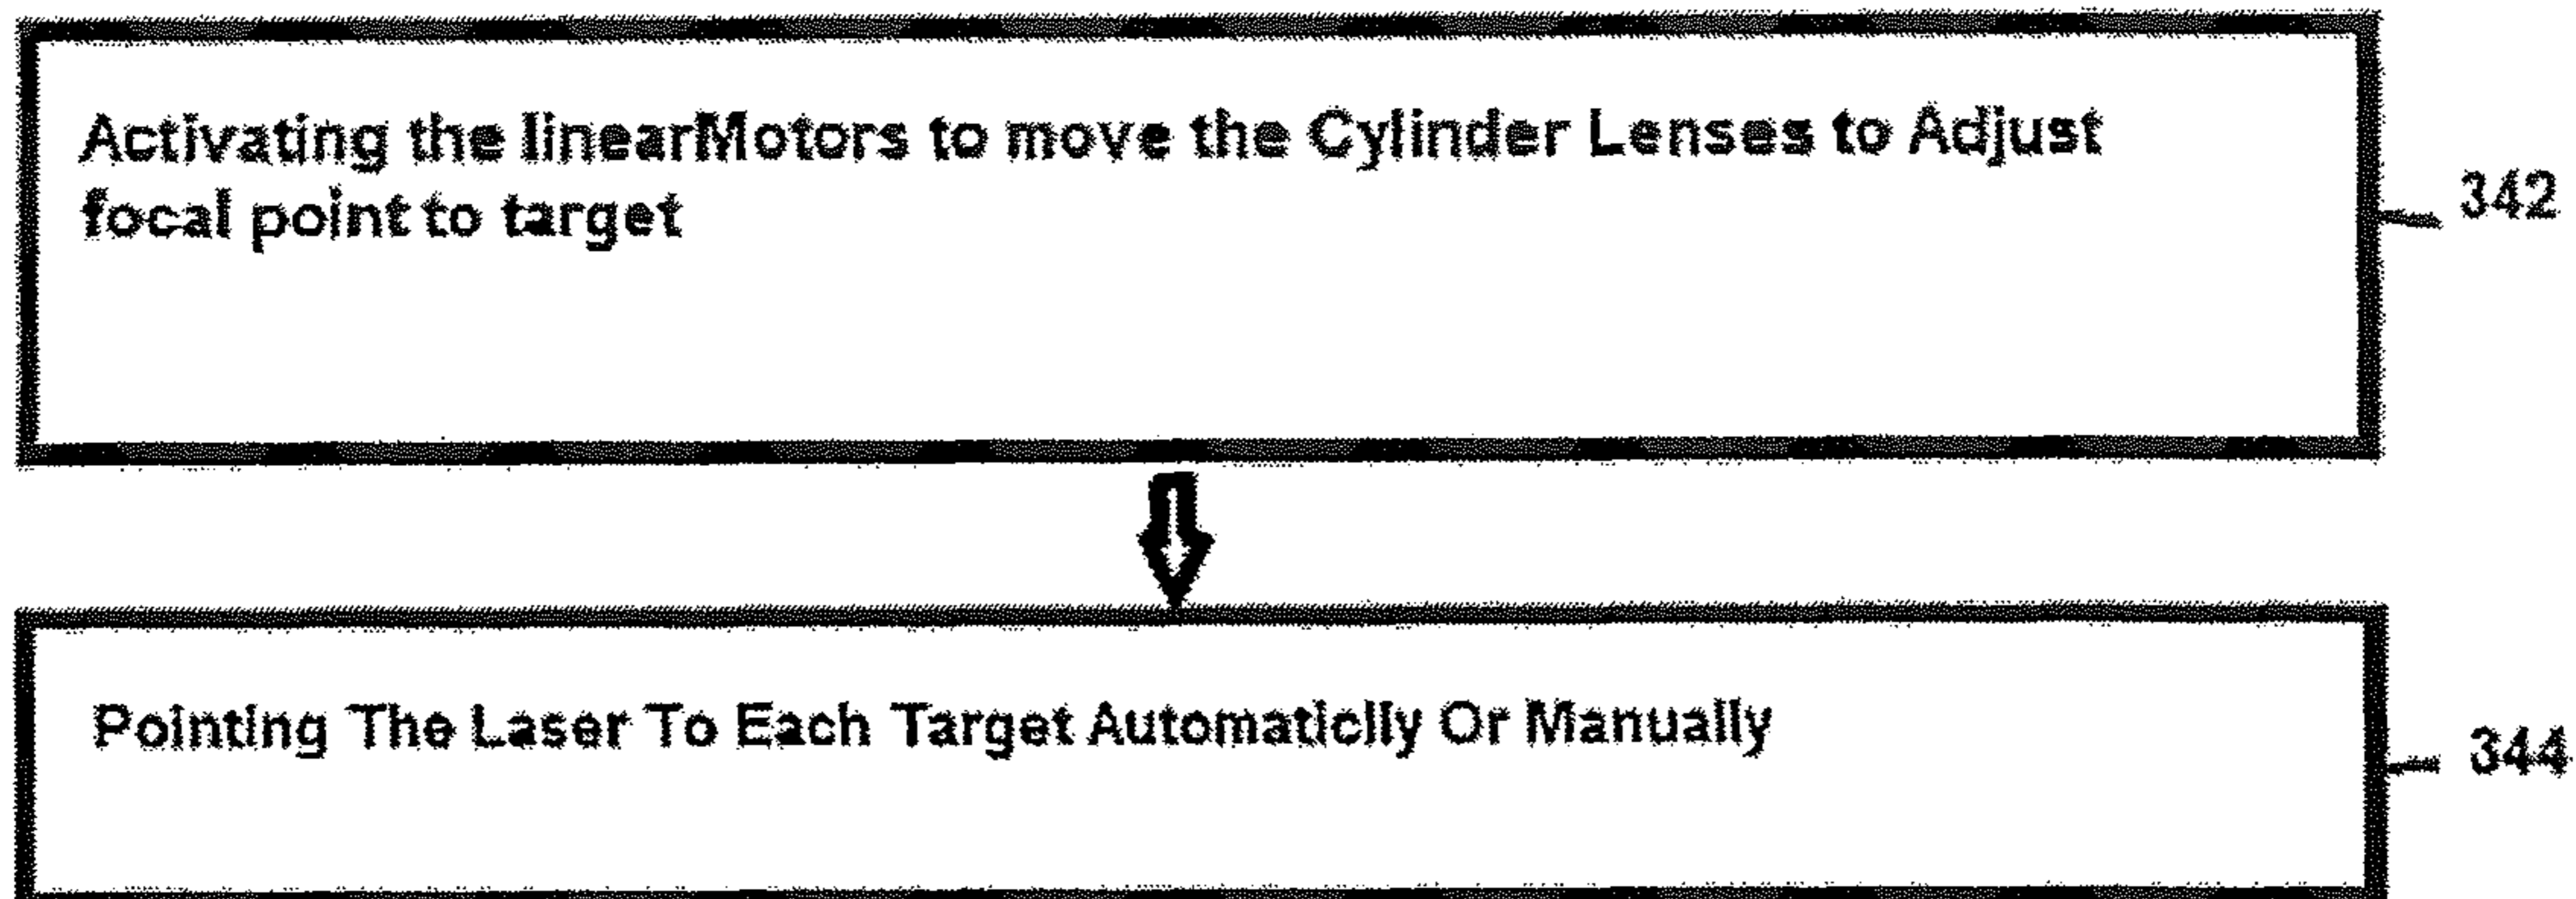 Activating the linearMotors to move the Cylinder Lenses to Adjust
focal point to target
342
Pointing The Laser To Each Target Automaticlly Or Manually
344